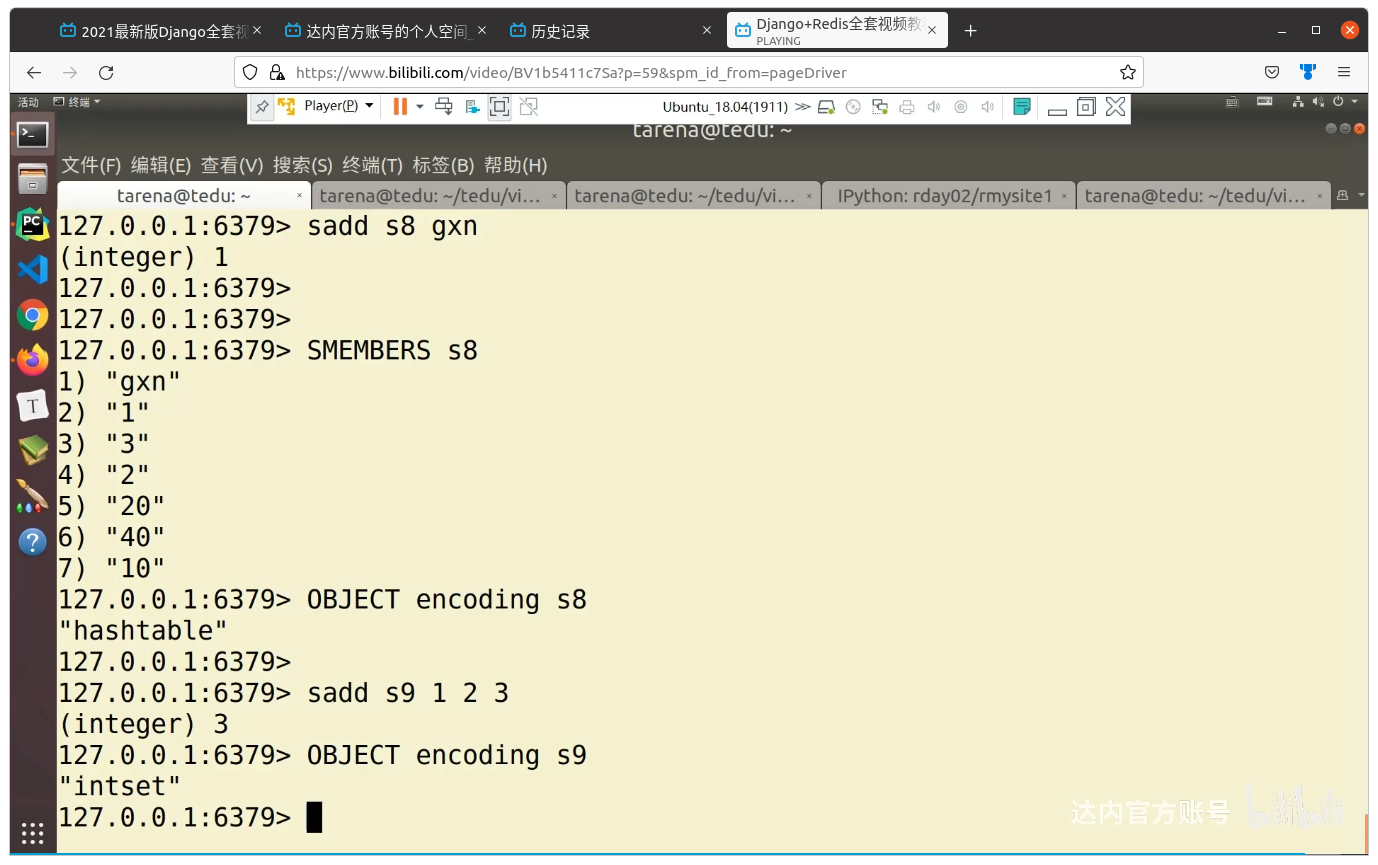 2021最新版Django全套视
达内官方账号的个人空间_
历史记录
Django+Redis全套视频教
PLAYING
https://www.bilibili.com/video/BV1b5411c7Sa?p=59&spm_id_from=pageDriver
活动 终端
Player(P)
Ubuntu_18.04(1911)
tarena@tedu: ~
文件(F) 编辑(E) 查看(V) 搜索(S) 终端(T) 标签(B) 帮助(H)
tarena@tedu: ~
tarena@tedu: ~/tedu/vi...
tarena@tedu: ~/tedu/vi...
IPython: rday02/rmysite1
tarena@tedu: ~/tedu/vi...
127.0.0.1:6379> sadd s8 gxn
(integer) 1
127.0.0.1:6379>
127.0.0.1:6379>
127.0.0.1:6379> SMEMBERS s8
1) "gxn"
2) "1"
3) "3"
4) "2"
5) "20"
6) "40"
7) "10"
127.0.0.1:6379> OBJECT encoding s8
"hashtable"
127.0.0.1:6379>
127.0.0.1:6379> sadd s9 1 2 3
(integer) 3
127.0.0.1:6379> OBJECT encoding s9
"intset"
127.0.0.1:6379>
达内官方账号 bilibili